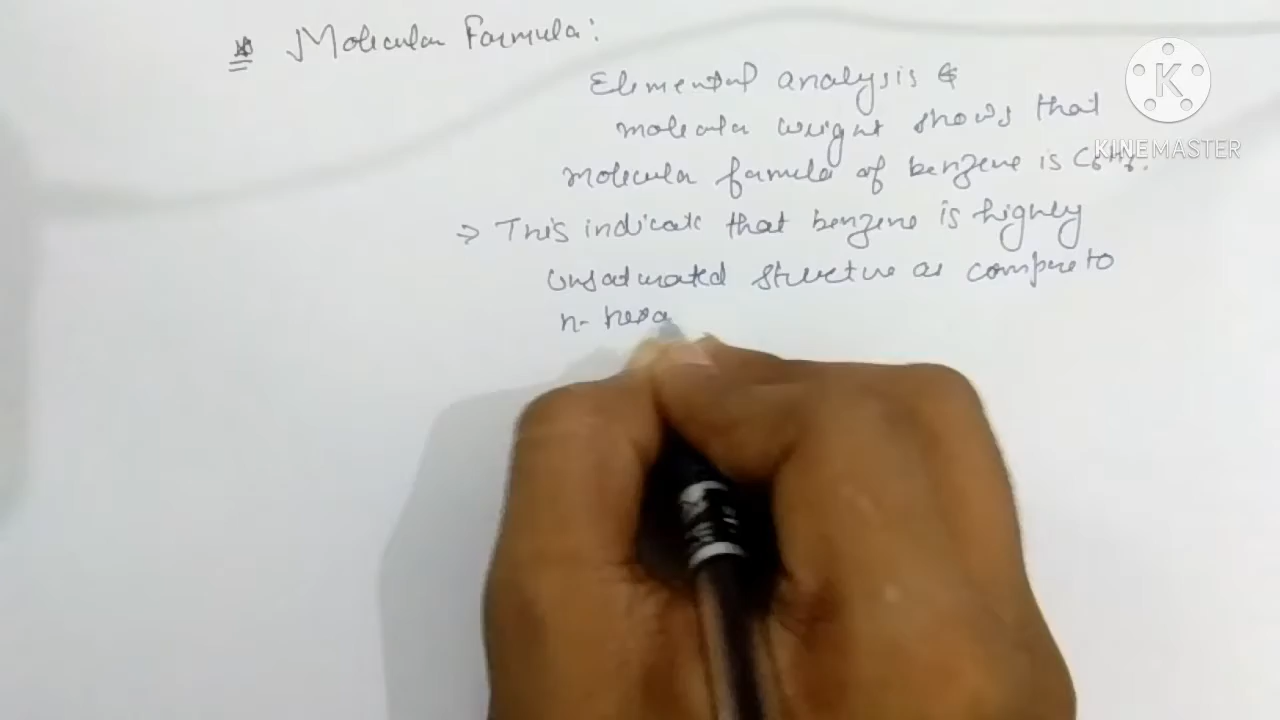 * Molecular Formula:
Elemental analysis &
molecular weight shows that
molecular formula of benzene is C6H6.
⇒ This indicate that benzene is highly
unsaturated structure as compare to
n-hexa
K
KINEMASTER